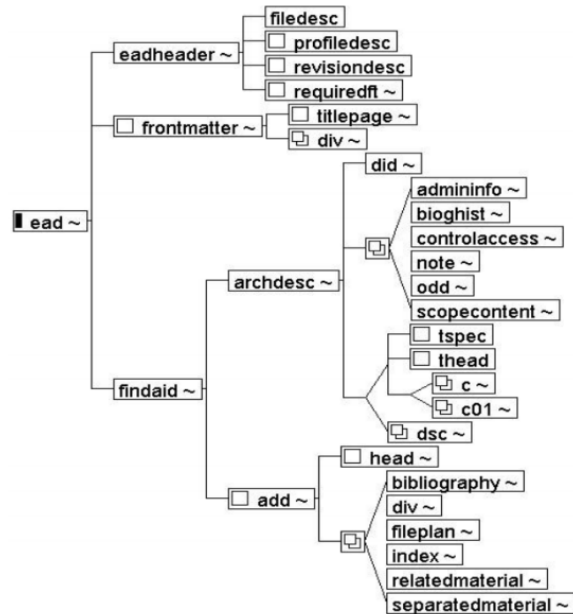 filedesc
eadheader ~
profiledesc
revisiondesc
requiredft ~
titlepage ~
frontmatter ~
div ~
did ~
admininfo ~
bioghist ~
ead ~
controlaccess ~
note ~
odd ~
archdesc ~
scopecontent ~
tspec
thead
c ~
findaid ~
c01 ~
dsc ~
head ~
bibliography ~
add ~
div ~
fileplan ~
index ~
relatedmaterial ~
separatedmaterial ~